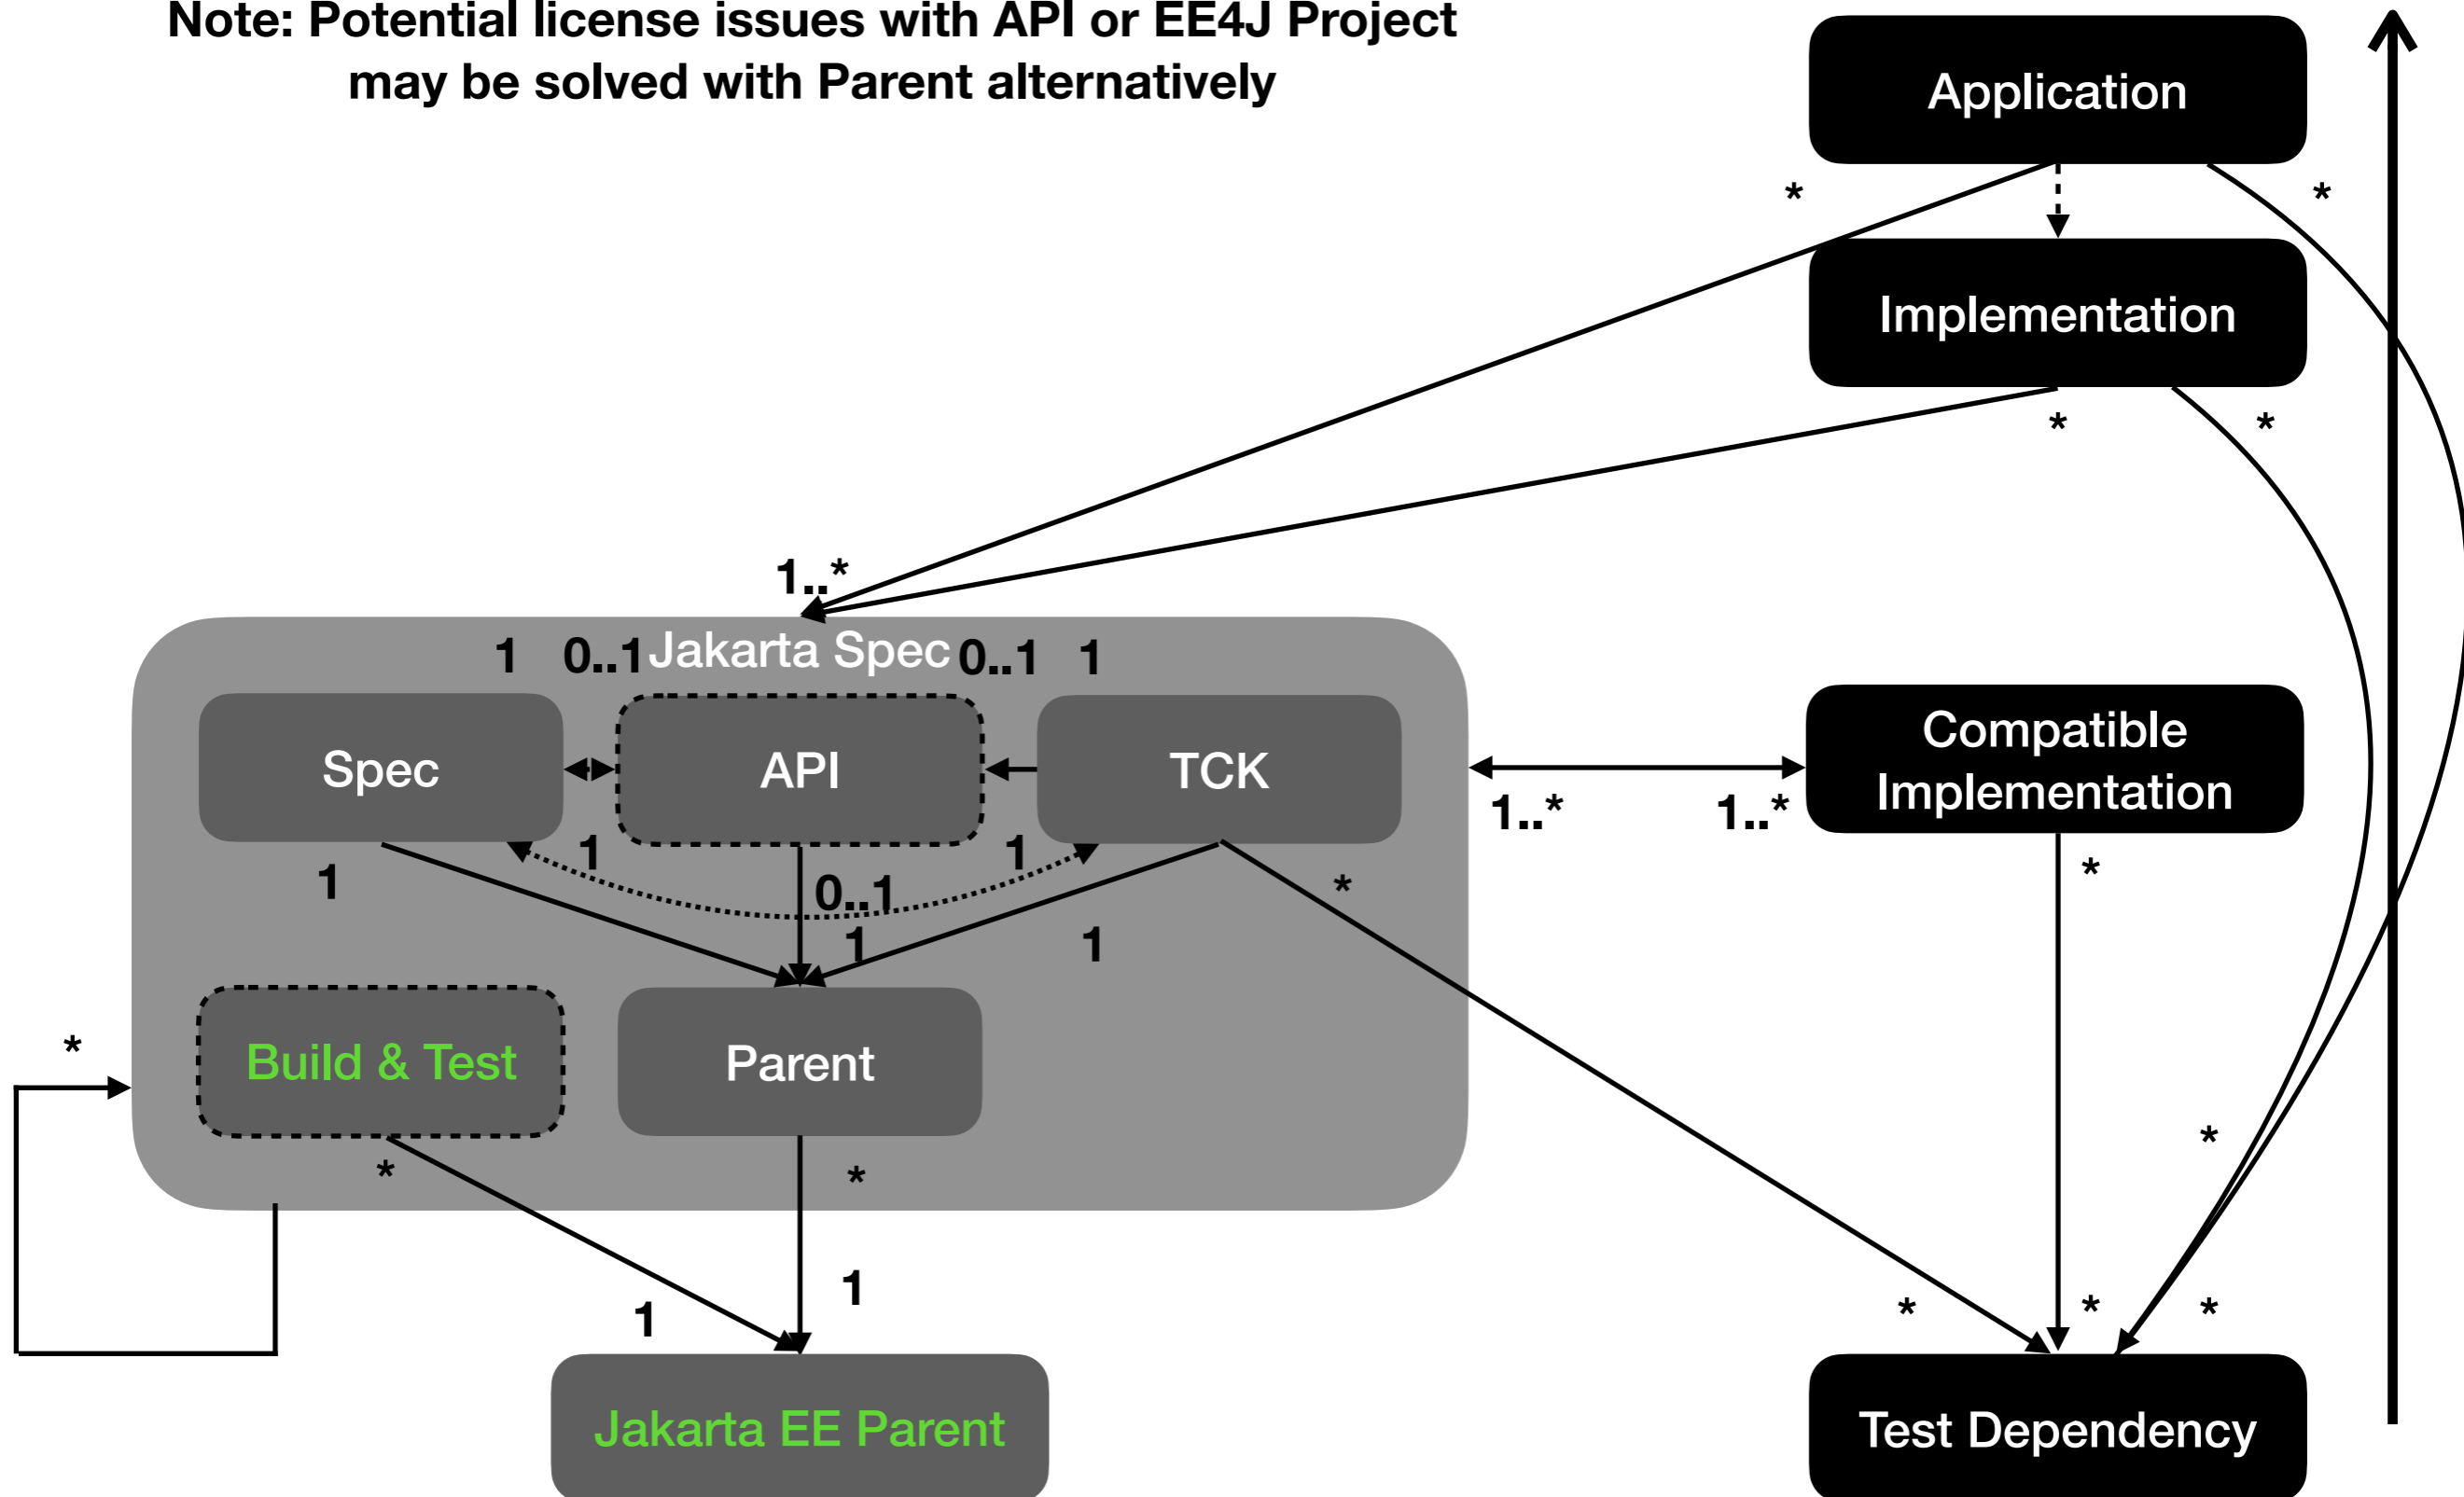 Note: Potential license issues with API or EE4J Project
may be solved with Parent alternatively
Application
*
*
Implementation
*
*
1..*
1 0..1 Jakarta Spec 0..1 1
Spec
API
TCK
Compatible
Implementation
1..*
1..*
1
1
1
0..1
*
*
1
1
*
Build & Test
Parent
*
*
*
1
1
*
*
*
Jakarta EE Parent
Test Dependency